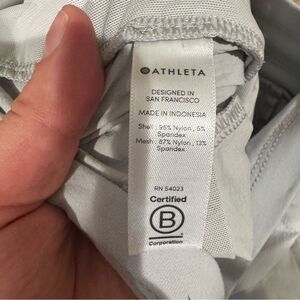 ATHLETA
DESIGNED IN
SAN FRANCISCO
MADE IN INDONESIA
Shell : 95% Nylon , 5%
Spandex
Mesh : 87% Nylon , 13%
Spandex
RN 54023
Certified
B
Corporation